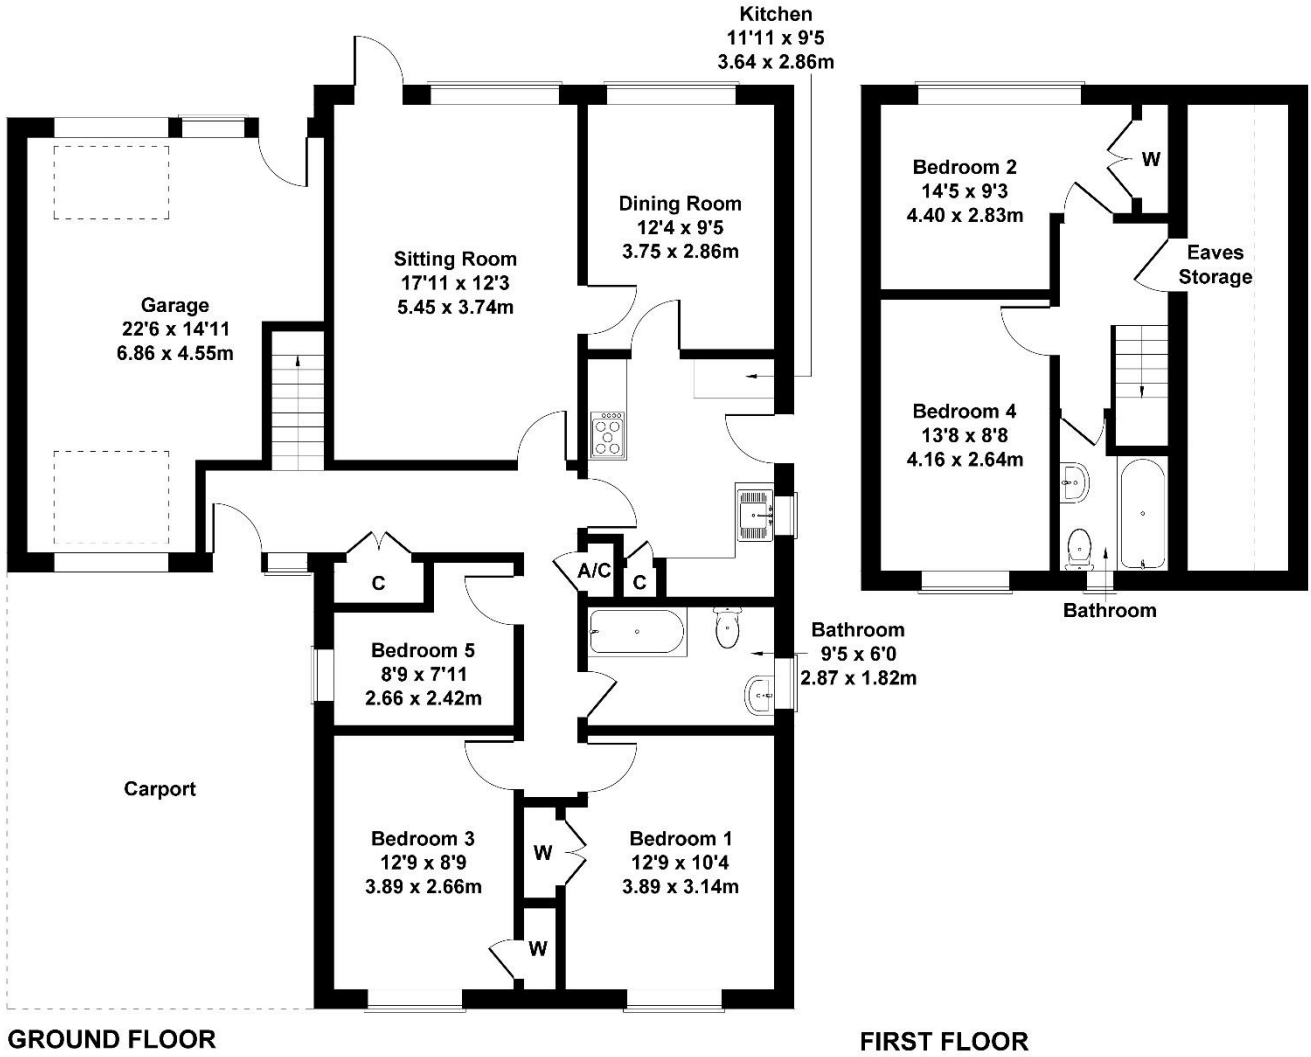 Kitchen
11'11 x 9'5
3.64 x 2.86m
Dining Room
12'4 x 9'5
3.75 x 2.86m
Sitting Room
17'11 x 12'3
5.45 x 3.74m
Garage
22'6 x 14'11
6.86 x 4.55m
A/C
C
C
Bedroom 5
8'9 x 7'11
2.66 x 2.42m
Bathroom
9'5 x 6'0
2.87 x 1.82m
Carport
Bedroom 3
12'9 x 8'9
3.89 x 2.66m
W
Bedroom 1
12'9 x 10'4
3.89 x 3.14m
W
GROUND FLOOR
Bedroom 2
14'5 x 9'3
4.40 x 2.83m
W
Eaves
Storage
Bedroom 4
13'8 x 8'8
4.16 x 2.64m
Bathroom
FIRST FLOOR